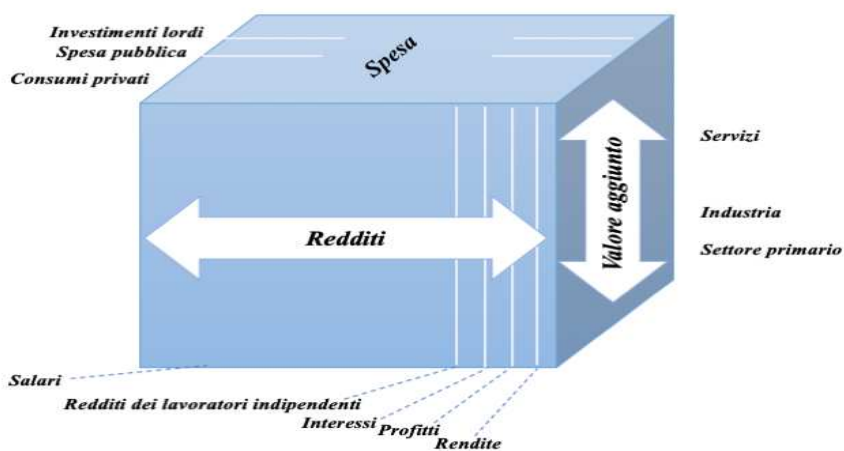 Investimenti lordi
Spesa pubblica
Consumi privati
Spesa
Servizi
Valore aggiunto
Industria
Redditi
Settore primario
Salari
Redditi dei lavoratori indipendenti
Interessi
Profitti
Rendite